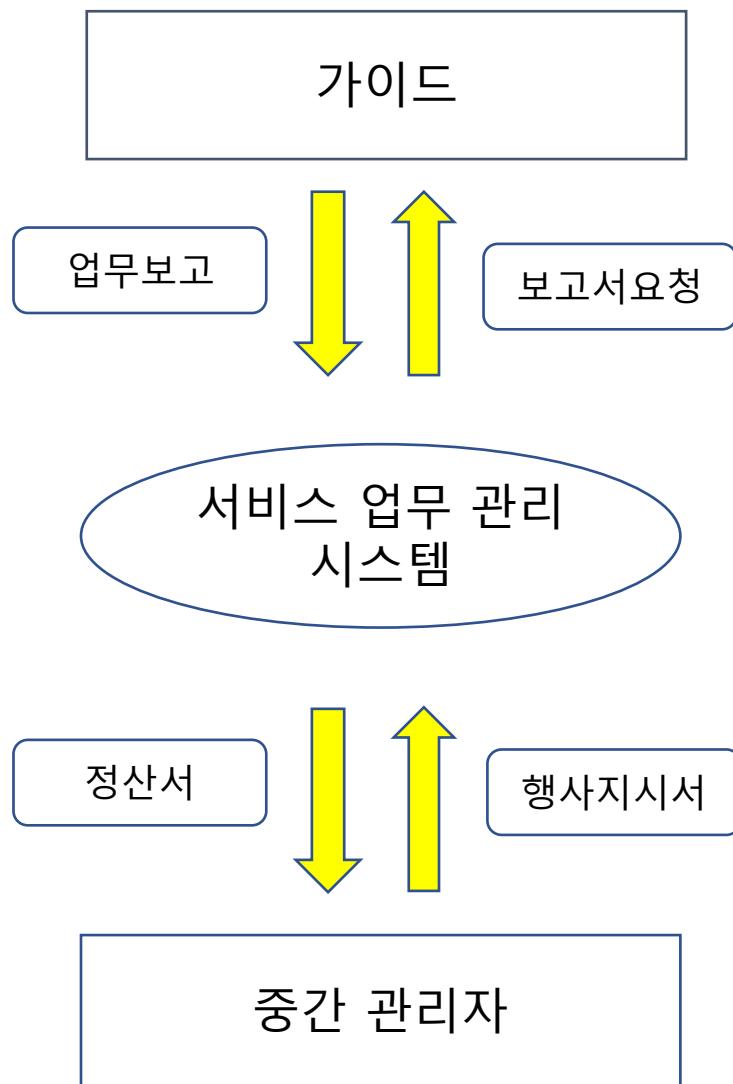 가이드
업무보고
보고서요청
서비스 업무 관리
시스템
정산서
행사지시서
중간 관리자